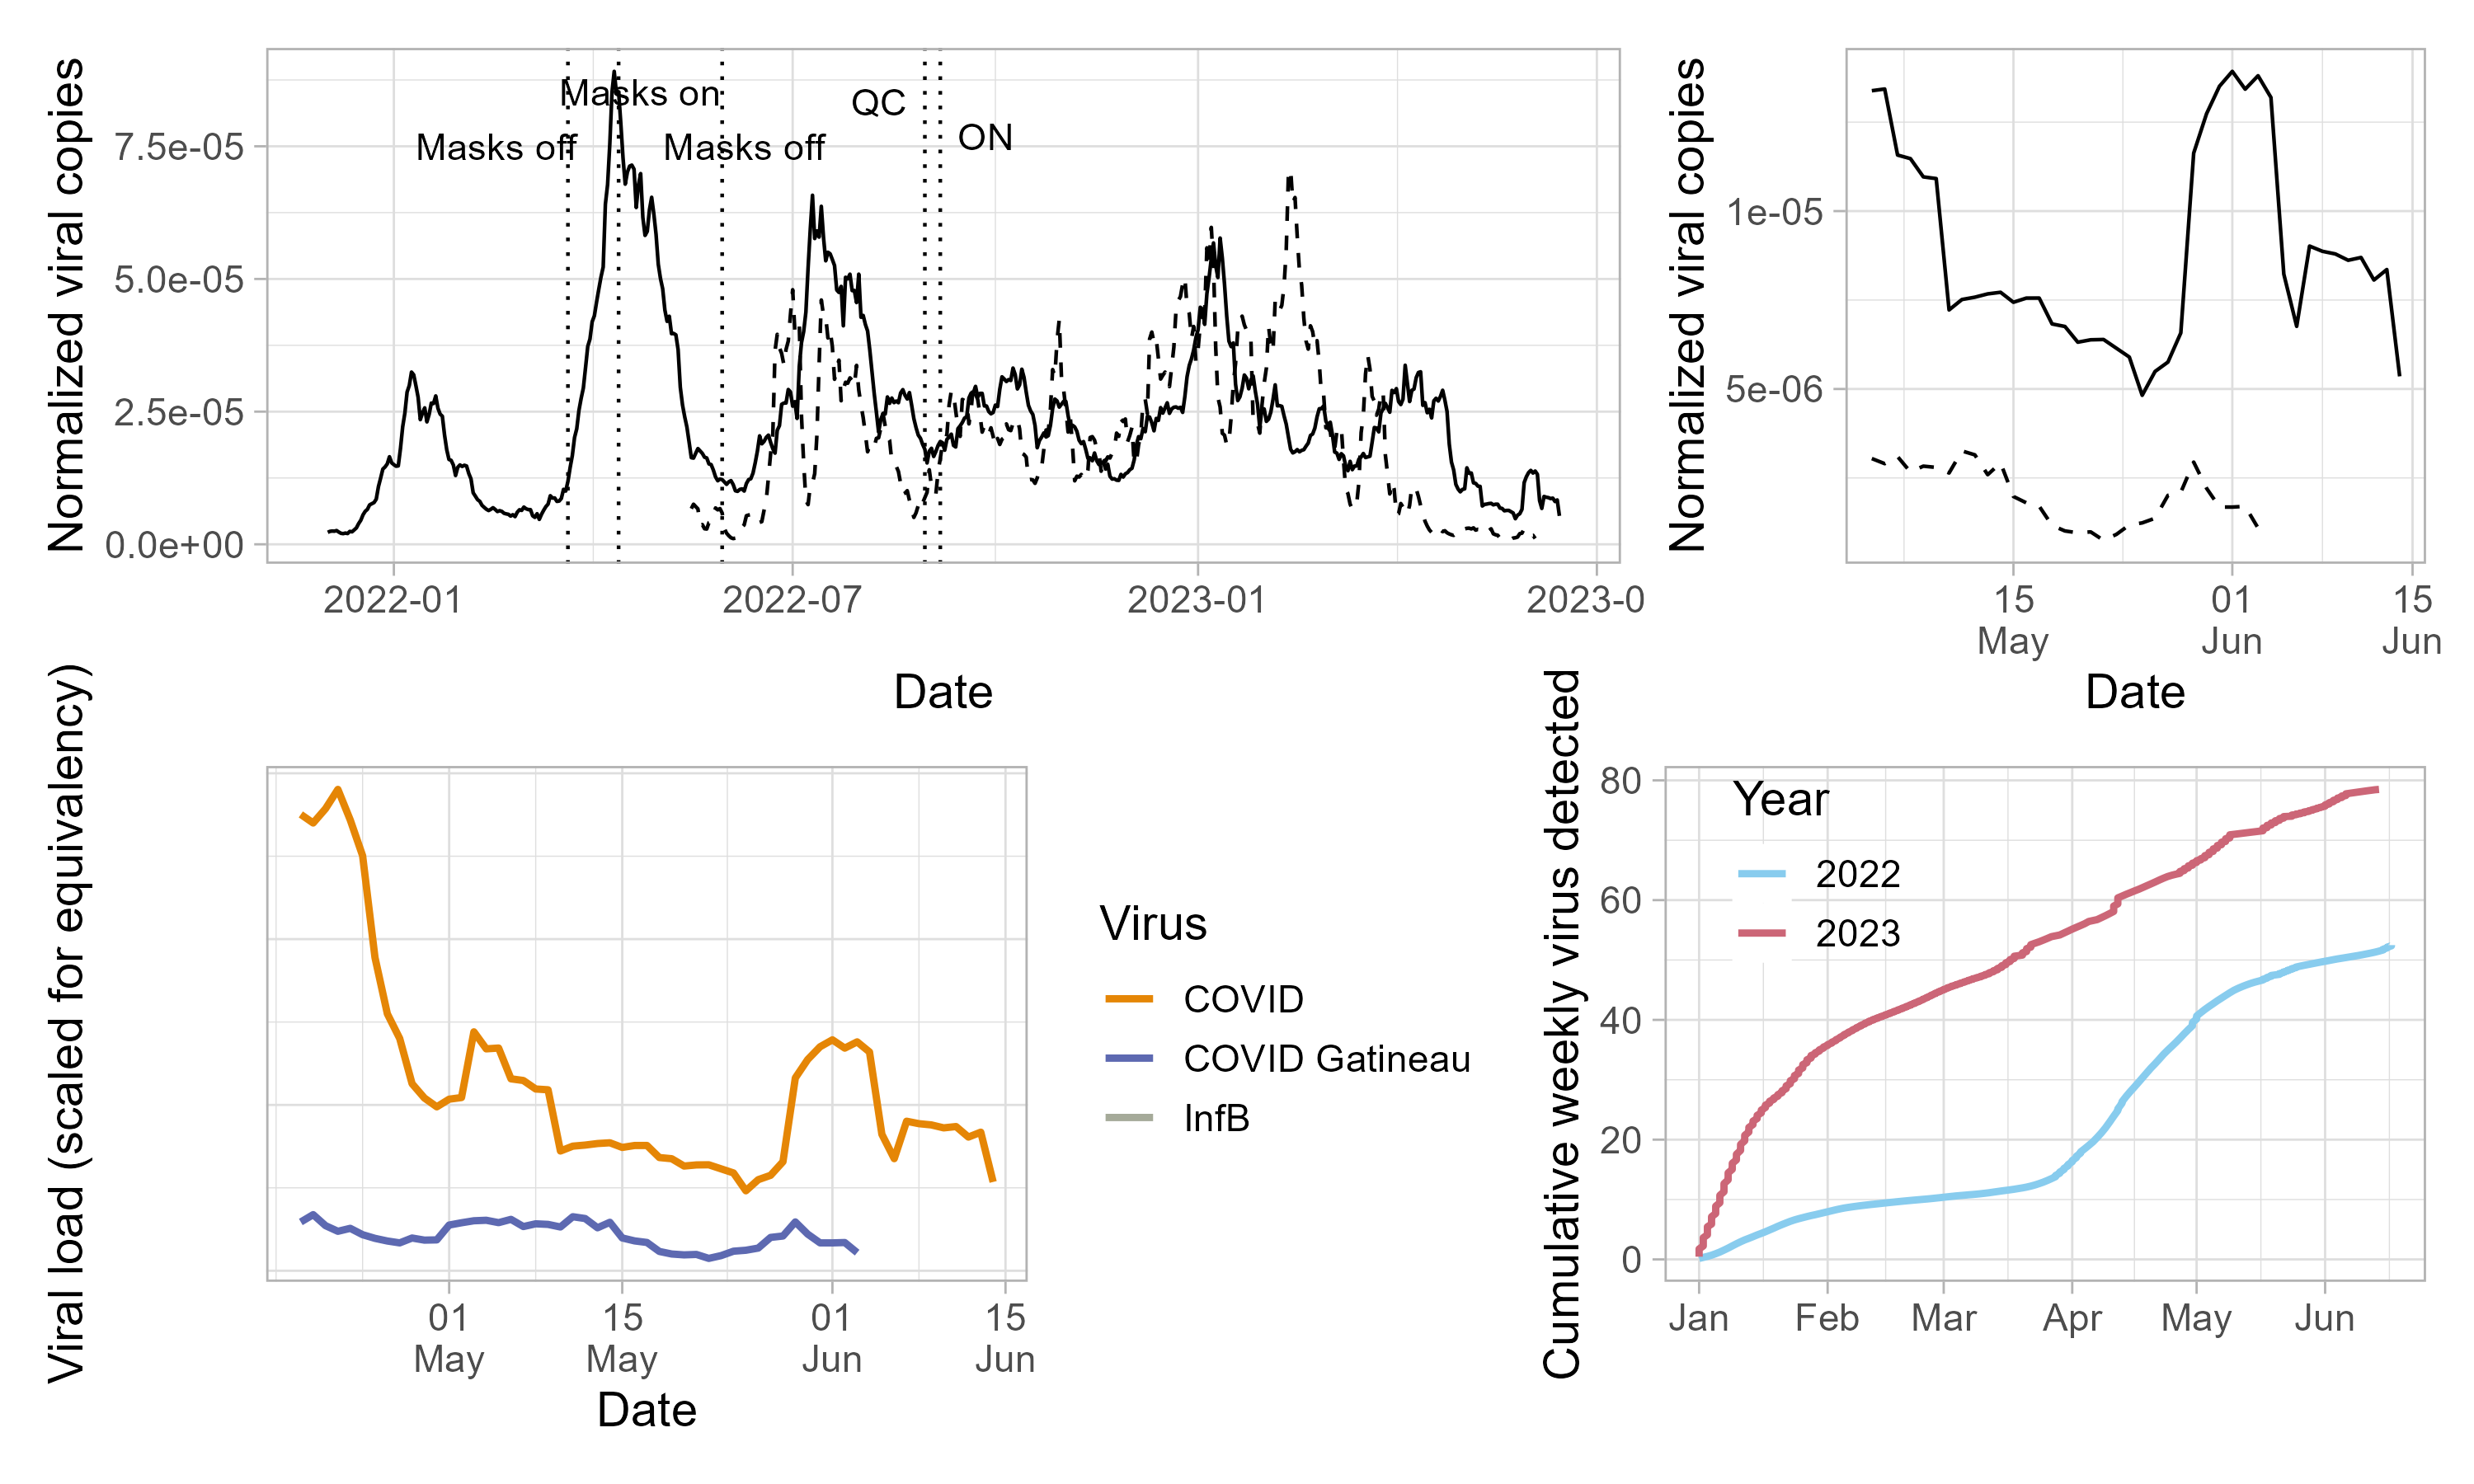 Normalized viral copies
7.5e-05
5.0e-05
2.5e-05
0.0e+00
Masks on
Masks off
Masks off
QC
ON
2022-01
2022-07
2023-01
2023-0
Date
Normalized viral copies
1e-05
5e-06
15
May
01
Jun
15
Jun
Date
Viral load (scaled for equivalency)
01
May
15
May
01
Jun
15
Jun
Date
Virus
COVID
COVID Gatineau
InfB
Cumulative weekly virus detected
80
60
40
20
0
Year
2022
2023
Jan
Feb
Mar
Apr
May
Jun